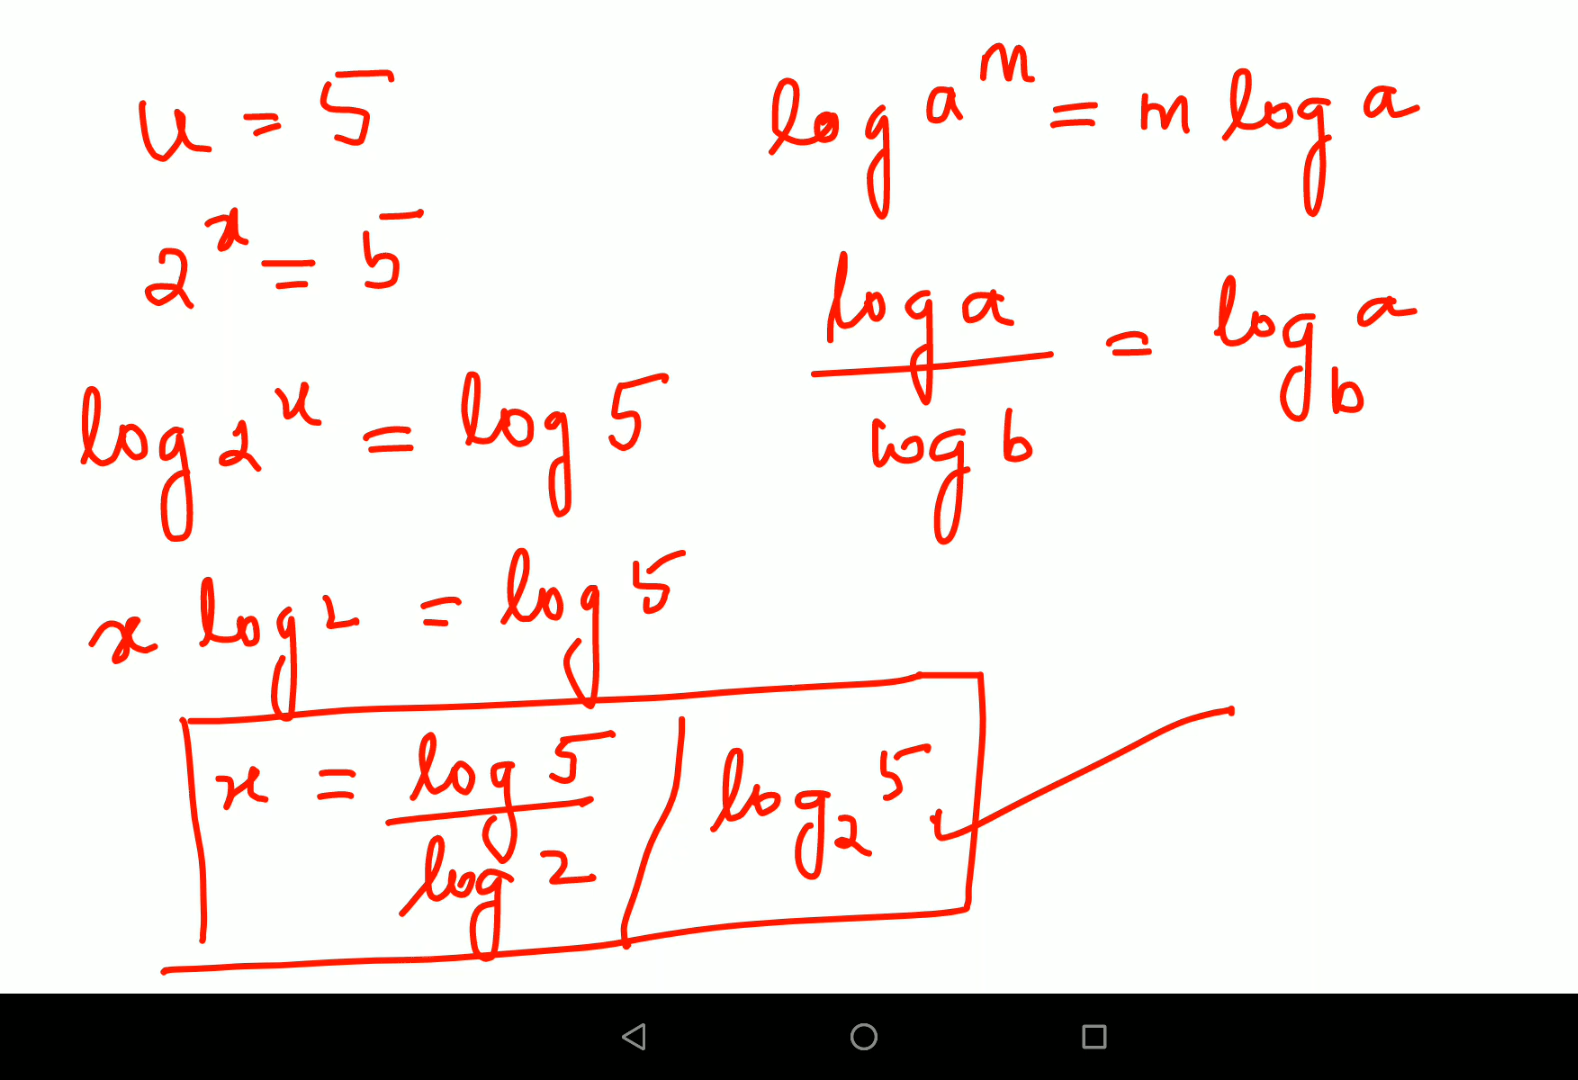 u = 5
2^x = 5
log 2^x = log 5
x log 2 = log 5
x = log 5 / log 2 / log_2 5
log a^m = m log a
log a / log b = log_b a